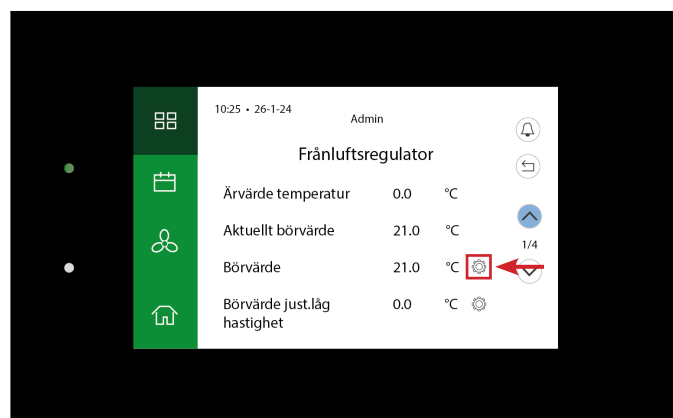 10:25 • 26-1-24
Admin
Frånluftsregulator
Ärvärde temperatur 0.0 °C
Aktuellt börvärde 21.0 °C
1/4
Börvärde 21.0 °C
Börvärde just.låg 0.0 °C
hastighet